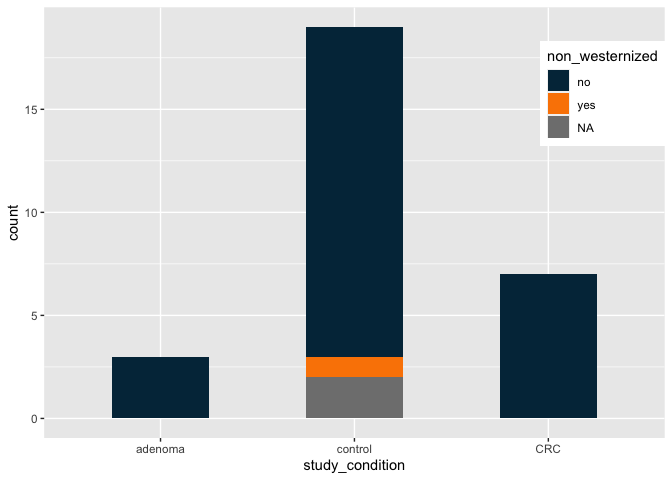 non_westernized
no
yes
NA
15
10
5
0
count
adenoma
control
CRC
study_condition